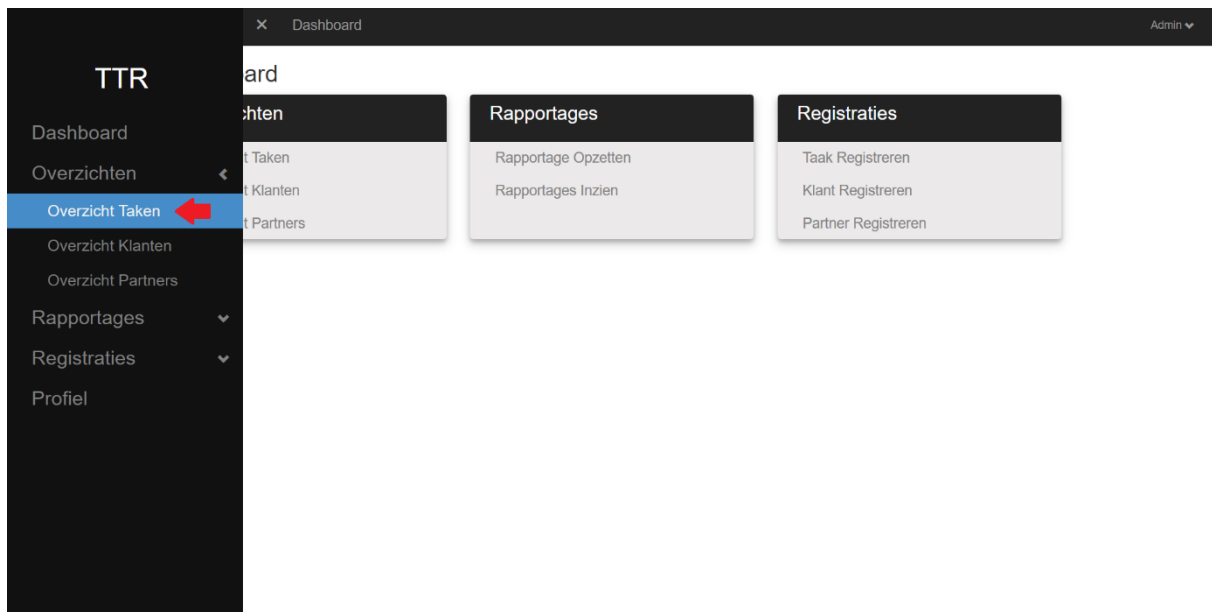 TTR
Dashboard
Overzichten
Overzicht Taken
Overzicht Klanten
Overzicht Partners
Rapportages
Registraties
Profiel
× Dashboard
Admin
ard
chten
t Taken
t Klanten
t Partners
Rapportages
Rapportage Opzetten
Rapportages Inzien
Registraties
Taak Registreren
Klant Registreren
Partner Registreren